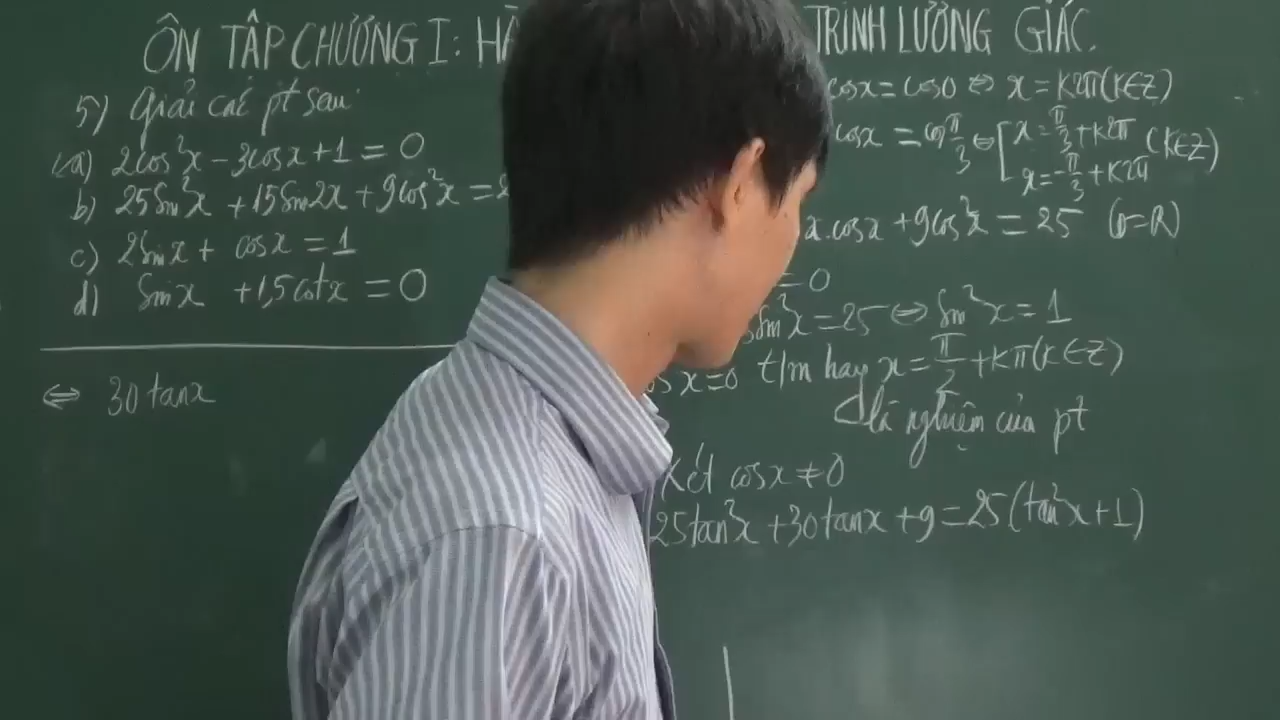 ÔN TẬP CHƯƠNG I: HÀ TRÌNH LƯỢNG GIÁC.
5) Giải các pt sau:
a) 2cos²x - 3cosx + 1 = 0
b) 25sin²x + 15sin2x + 9cos²x = 2
c) 2sinx + cosx = 1
d) sin²x + 1,5cotx = 0
⇔ 30tanx
cosx = cos0 ⇔ x = k2π (k∈Z)
cosx = cos π/3 ⇔ [ x = π/3 + k2π
x = -π/3 + k2π (k∈Z)
x.cosx + 9cos²x = 25 (D=R)
= 0
sin²x = 25 ⇔ sin²x = 1
cosx = 0 t/m hay x = π/2 + kπ (k∈Z)
là nghiệm của pt
Xét cosx ≠ 0
25tan²x + 30tanx + 9 = 25(tan²x + 1)